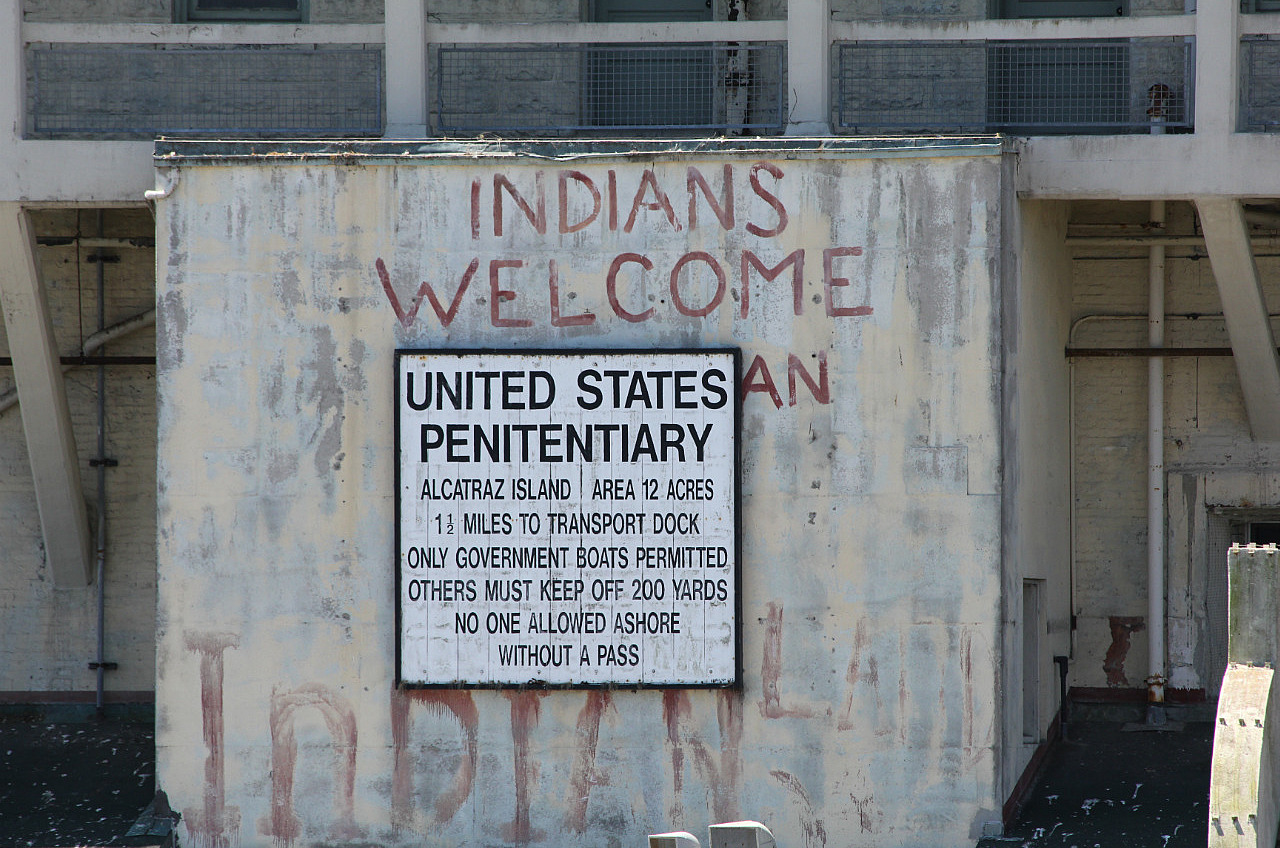 INDIANS
WELCOME
AN
UNITED STATES
PENITENTIARY
ALCATRAZ ISLAND AREA 12 ACRES
1½ MILES TO TRANSPORT DOCK
ONLY GOVERNMENT BOATS PERMITTED
OTHERS MUST KEEP OFF 200 YARDS
NO ONE ALLOWED ASHORE
WITHOUT A PASS
INDIAN